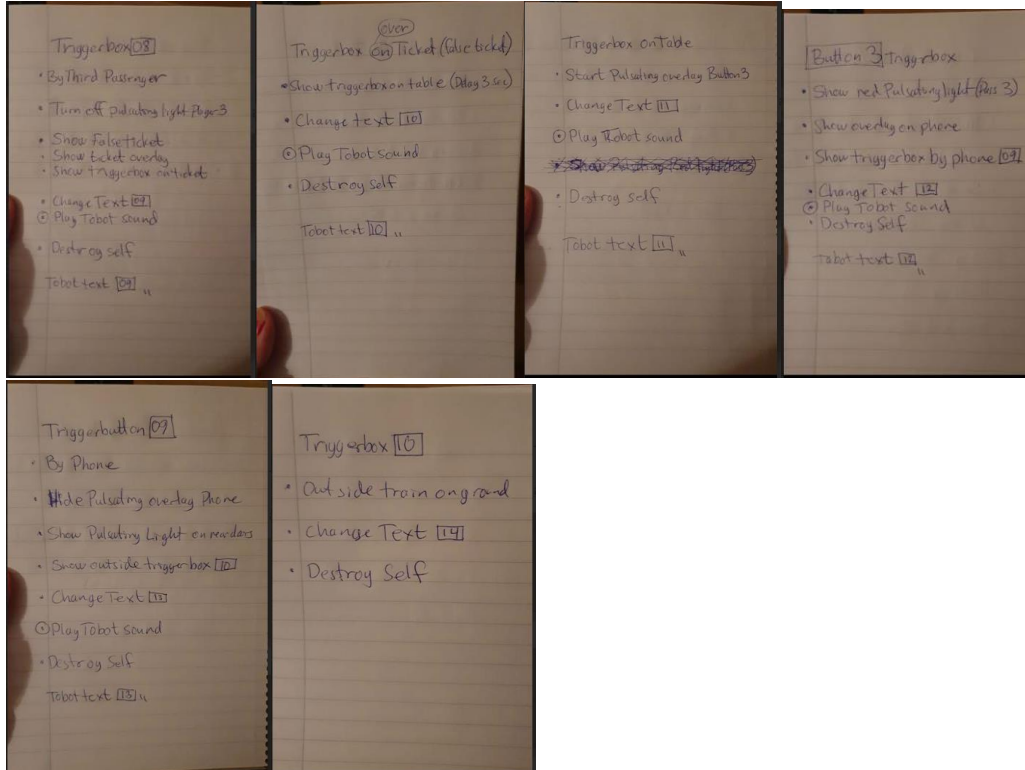 Triggerbox 08
• By Third Passenger
• Turn off pulsating light Player 3
• Show False ticket
• Show ticket overlay
• Show triggerbox on ticket
• Change Text 09
• Play Tobot sound
• Destroy self
Tobot text 09 "
over
Triggerbox on Ticket (false ticket)
• Show triggerbox on table (Delay 3 sec)
• Change text 10
• Play Tobot sound
• Destroy self
Tobot text 10 "
Triggerbox on Table
• Start Pulsating overlay Button 3
• Change Text 11
• Play Tobot sound
• Destroy self
Tobot text 11 "
Button 3 Triggerbox
• Show red Pulsating light (Pass 3)
• Show overlay on phone
• Show triggerbox by phone 09
• Change Text 12
• Play Tobot sound
• Destroy Self
Tobot text 12 "
Triggerbutton 09
• By Phone
• Hide Pulsating overlay Phone
• Show Pulsating Light on
• Show outside triggerbox 10
• Change Text 13
• Play Tobot sound
• Destroy Self
Tobot text 13 "
Triggerbox 10
• Outside train on ground
• Change Text 14
• Destroy Self